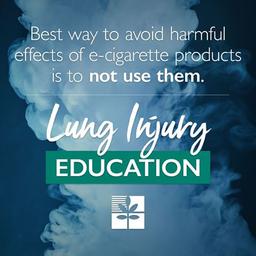 Best way to avoid harmful
effects of e-cigarette products
is to not use them.
Lung Injury
EDUCATION